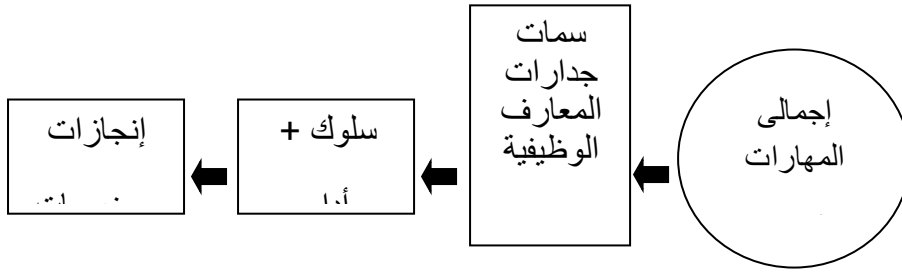 إجمالى
المهارات
سمات
جدارات
المعارف
الوظيفية
سلوك +
إنجازات